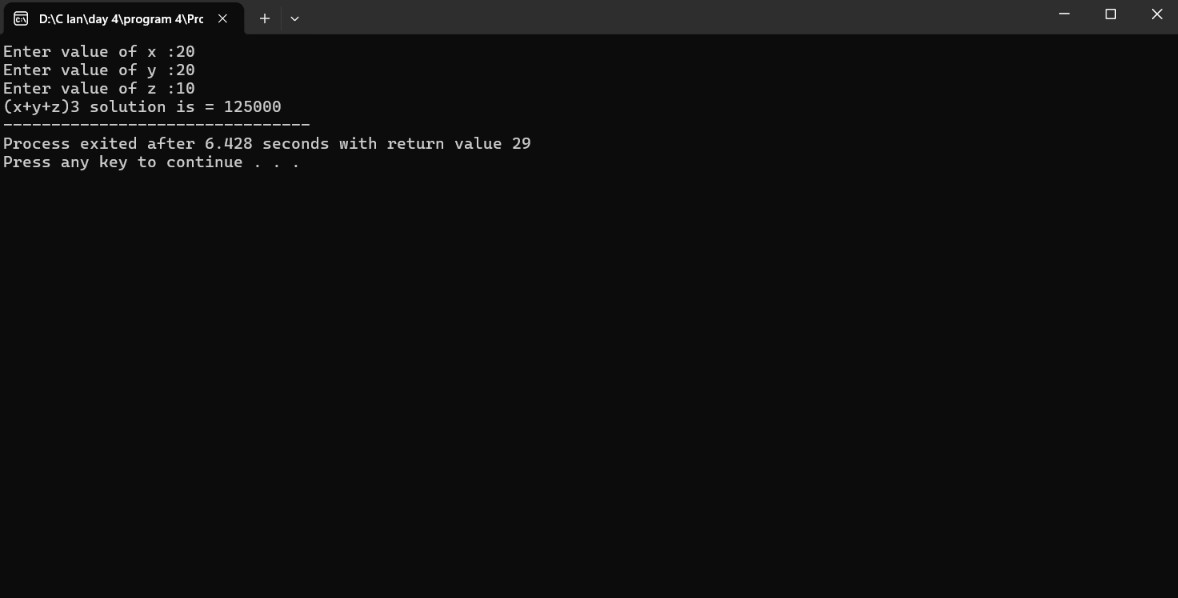 D:\C lan\day 4\program 4\Prc
Enter value of x :20
Enter value of y :20
Enter value of z :10
(x+y+z)3 solution is = 125000
--------------------------------
Process exited after 6.428 seconds with return value 29
Press any key to continue . . .